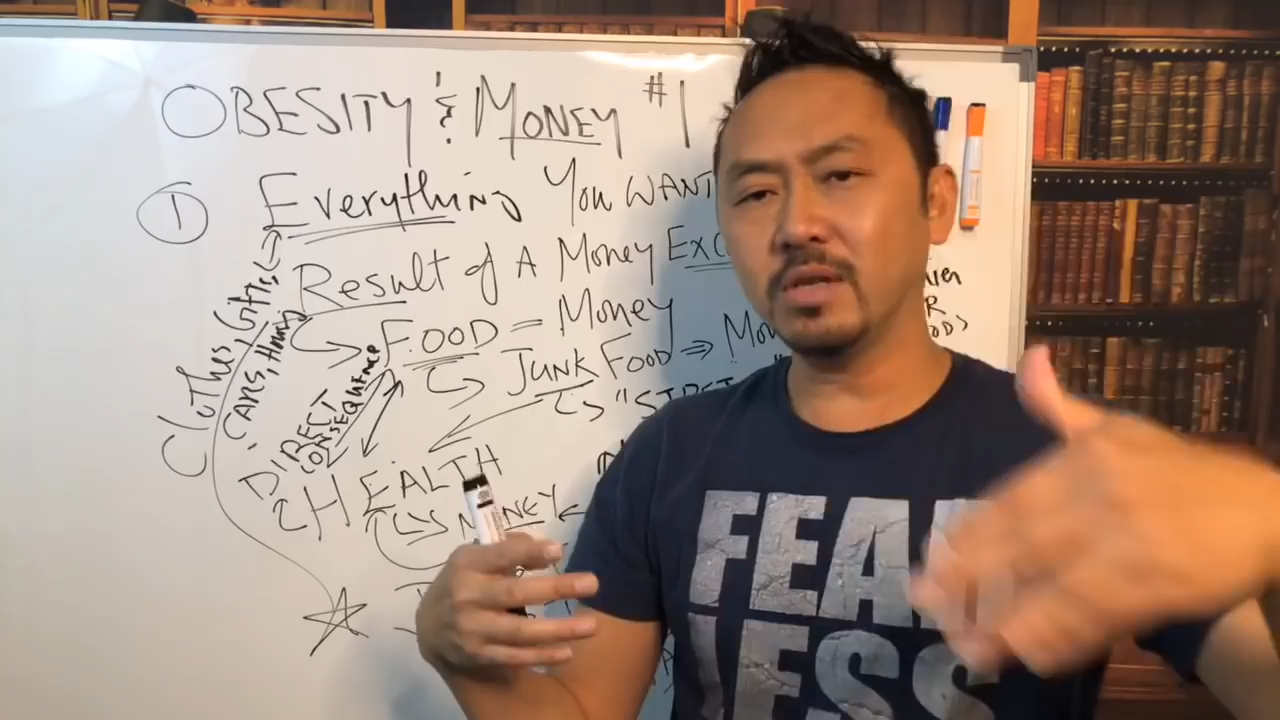 OBESITY & MONEY #1
① Everything YOU WANT
Result of A Money
FOOD = Money
JUNK Food ⇒
HEALTH
MONEY
Clothes, Gifts,
CARS, Homes
DIRECT
CONSEQUENCE
FEAR
LESS